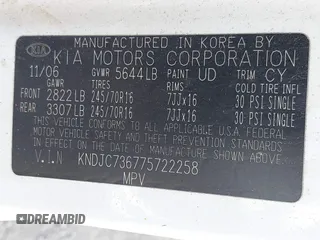 MANUFACTURED IN KOREA BY
KIA KIA MOTORS CORPORATION
11/06 GVWR 5644LB PAINT UD TRIM CY
GAWR TIRES RIMS COLD TIRE INFL
FRONT 2822LB 245/70R16 7JJx16 30 PSI SINGLE
REAR 3307LB 245/70R16 7JJx16 30 PSI SINGLE
THIS VEHICLE CONFORMS TO ALL APPLICABLE U.S.A. FEDERAL
MOTOR VEHICLE SAFETY AND THEFT PREVENTION STANDARDS
IN EFFECT ON THE DATE OF MANUFACTURE SHOWN ABOVE.
V.I.N KNDJC736775722258
MPV
DREAMBID